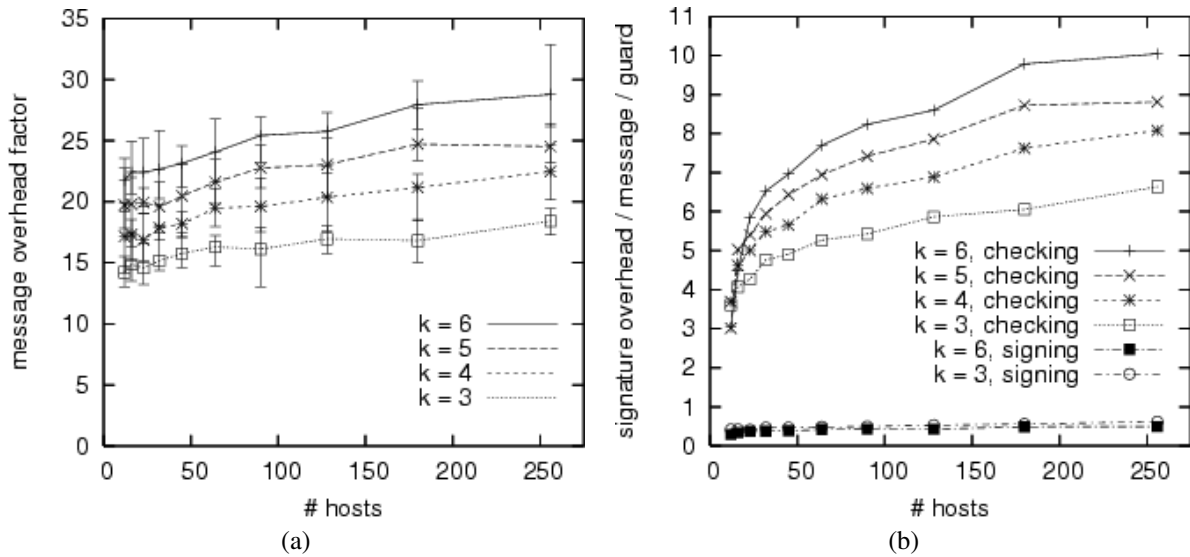 35
30
25
20
15
10
5
0
message overhead factor
k = 6
k = 5
k = 4
k = 3
0 50 100 150 200 250
# hosts
(a)
11
10
9
8
7
6
5
4
3
2
1
0
signature overhead / message / guard
k = 6, checking
k = 5, checking
k = 4, checking
k = 3, checking
k = 6, signing
k = 3, signing
0 50 100 150 200 250
# hosts
(b)